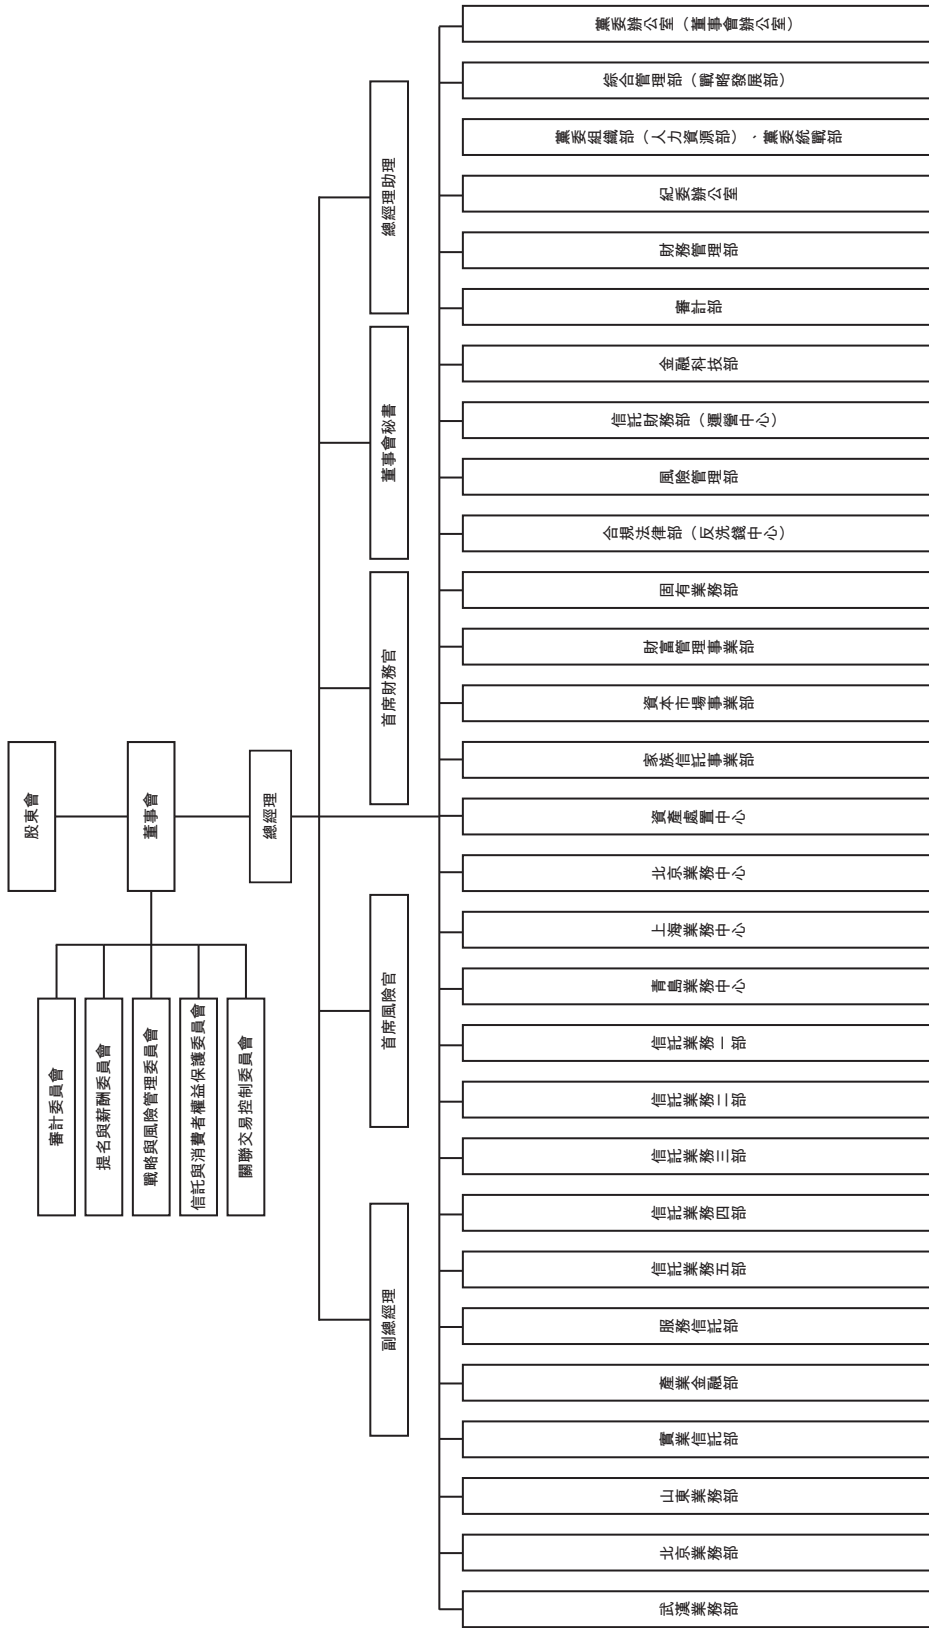 股東會
董事會
總經理
審計委員會
提名與薪酬委員會
戰略與風險管理委員會
信託與消費者權益保護委員會
關聯交易控制委員會
副總經理
首席風險官
首席財務官
董事會秘書
總經理助理
武漢業務部
北京業務部
山東業務部
實業信託部
產業金融部
服務信託部
信託業務五部
信託業務四部
信託業務三部
信託業務二部
信託業務一部
青島業務中心
上海業務中心
北京業務中心
資產處置中心
家族信託事業部
資本市場事業部
財富管理事業部
固有業務部
合規法律部（反洗錢中心）
風險管理部
信託財務部（運營中心）
金融科技部
審計部
財務管理部
紀委辦公室
黨委組織部（人力資源部）、黨委統戰部
綜合管理部（戰略發展部）
黨委辦公室（董事會辦公室）